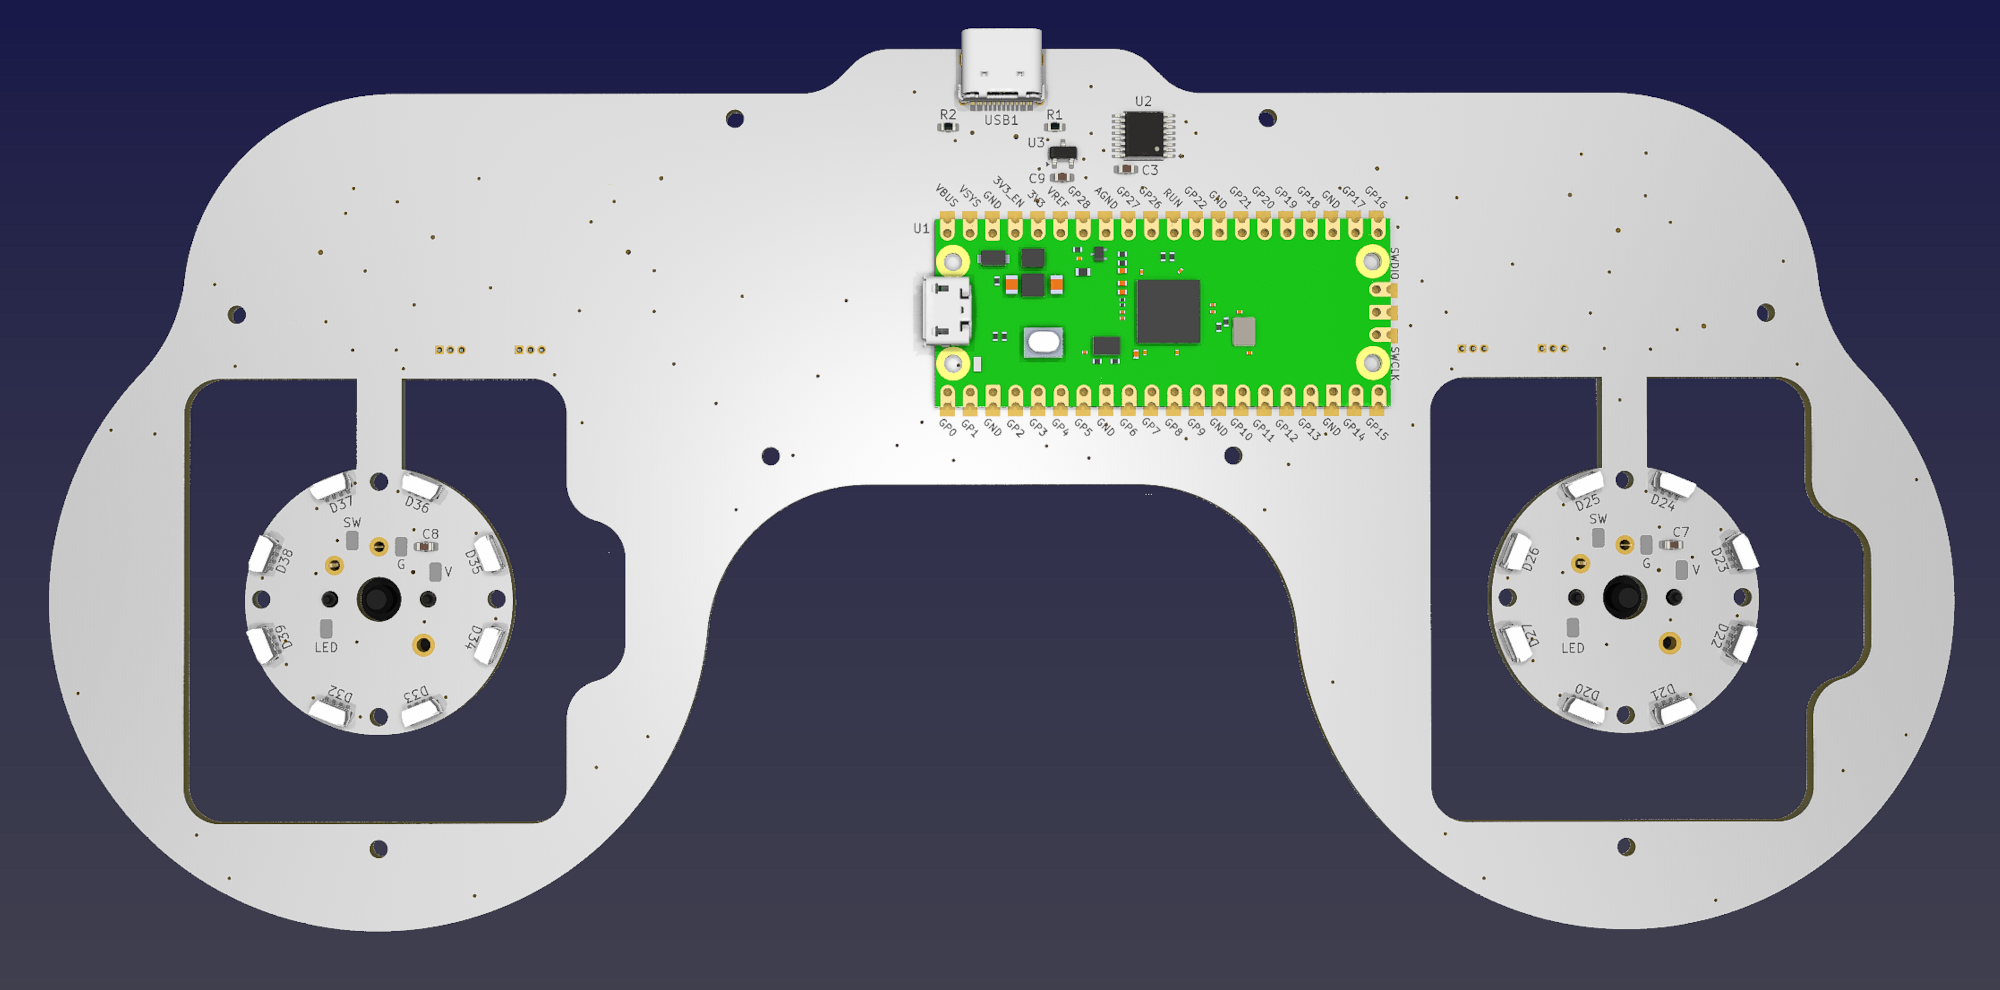 USB1
R2
R1
U2
U3
C3
C9
VBUS
VSYS
GND
3V3_EN
3V3
VREF
GP28
AGND
GP27
GP26
RUN
GP22
GND
GP21
GP20
GP19
GP18
GND
GP17
GP16
U1
SWDIO
SWCLK
GP0
GP1
GND
GP2
GP3
GP4
GP5
GND
GP6
GP7
GP8
GP9
GND
GP10
GP11
GP12
GP13
GND
GP14
GP15
D37
D36
SW
C8
D38
G
D35
V
D39
LED
D34
D32
D33
D25
D24
SW
C7
D26
G
D23
V
D27
LED
D22
D20
D21